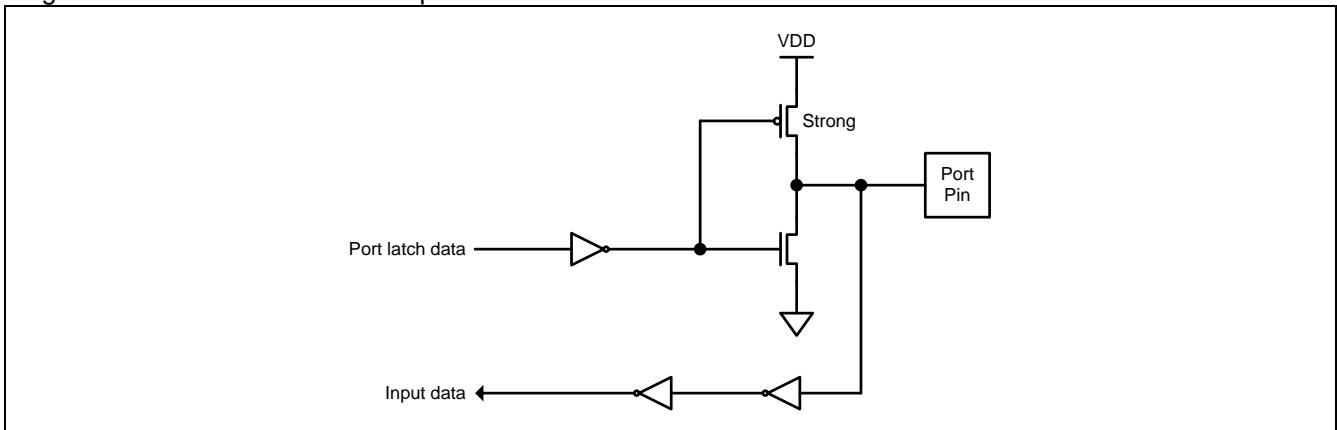 VDD
Strong
Port
Pin
Port latch data
Input data